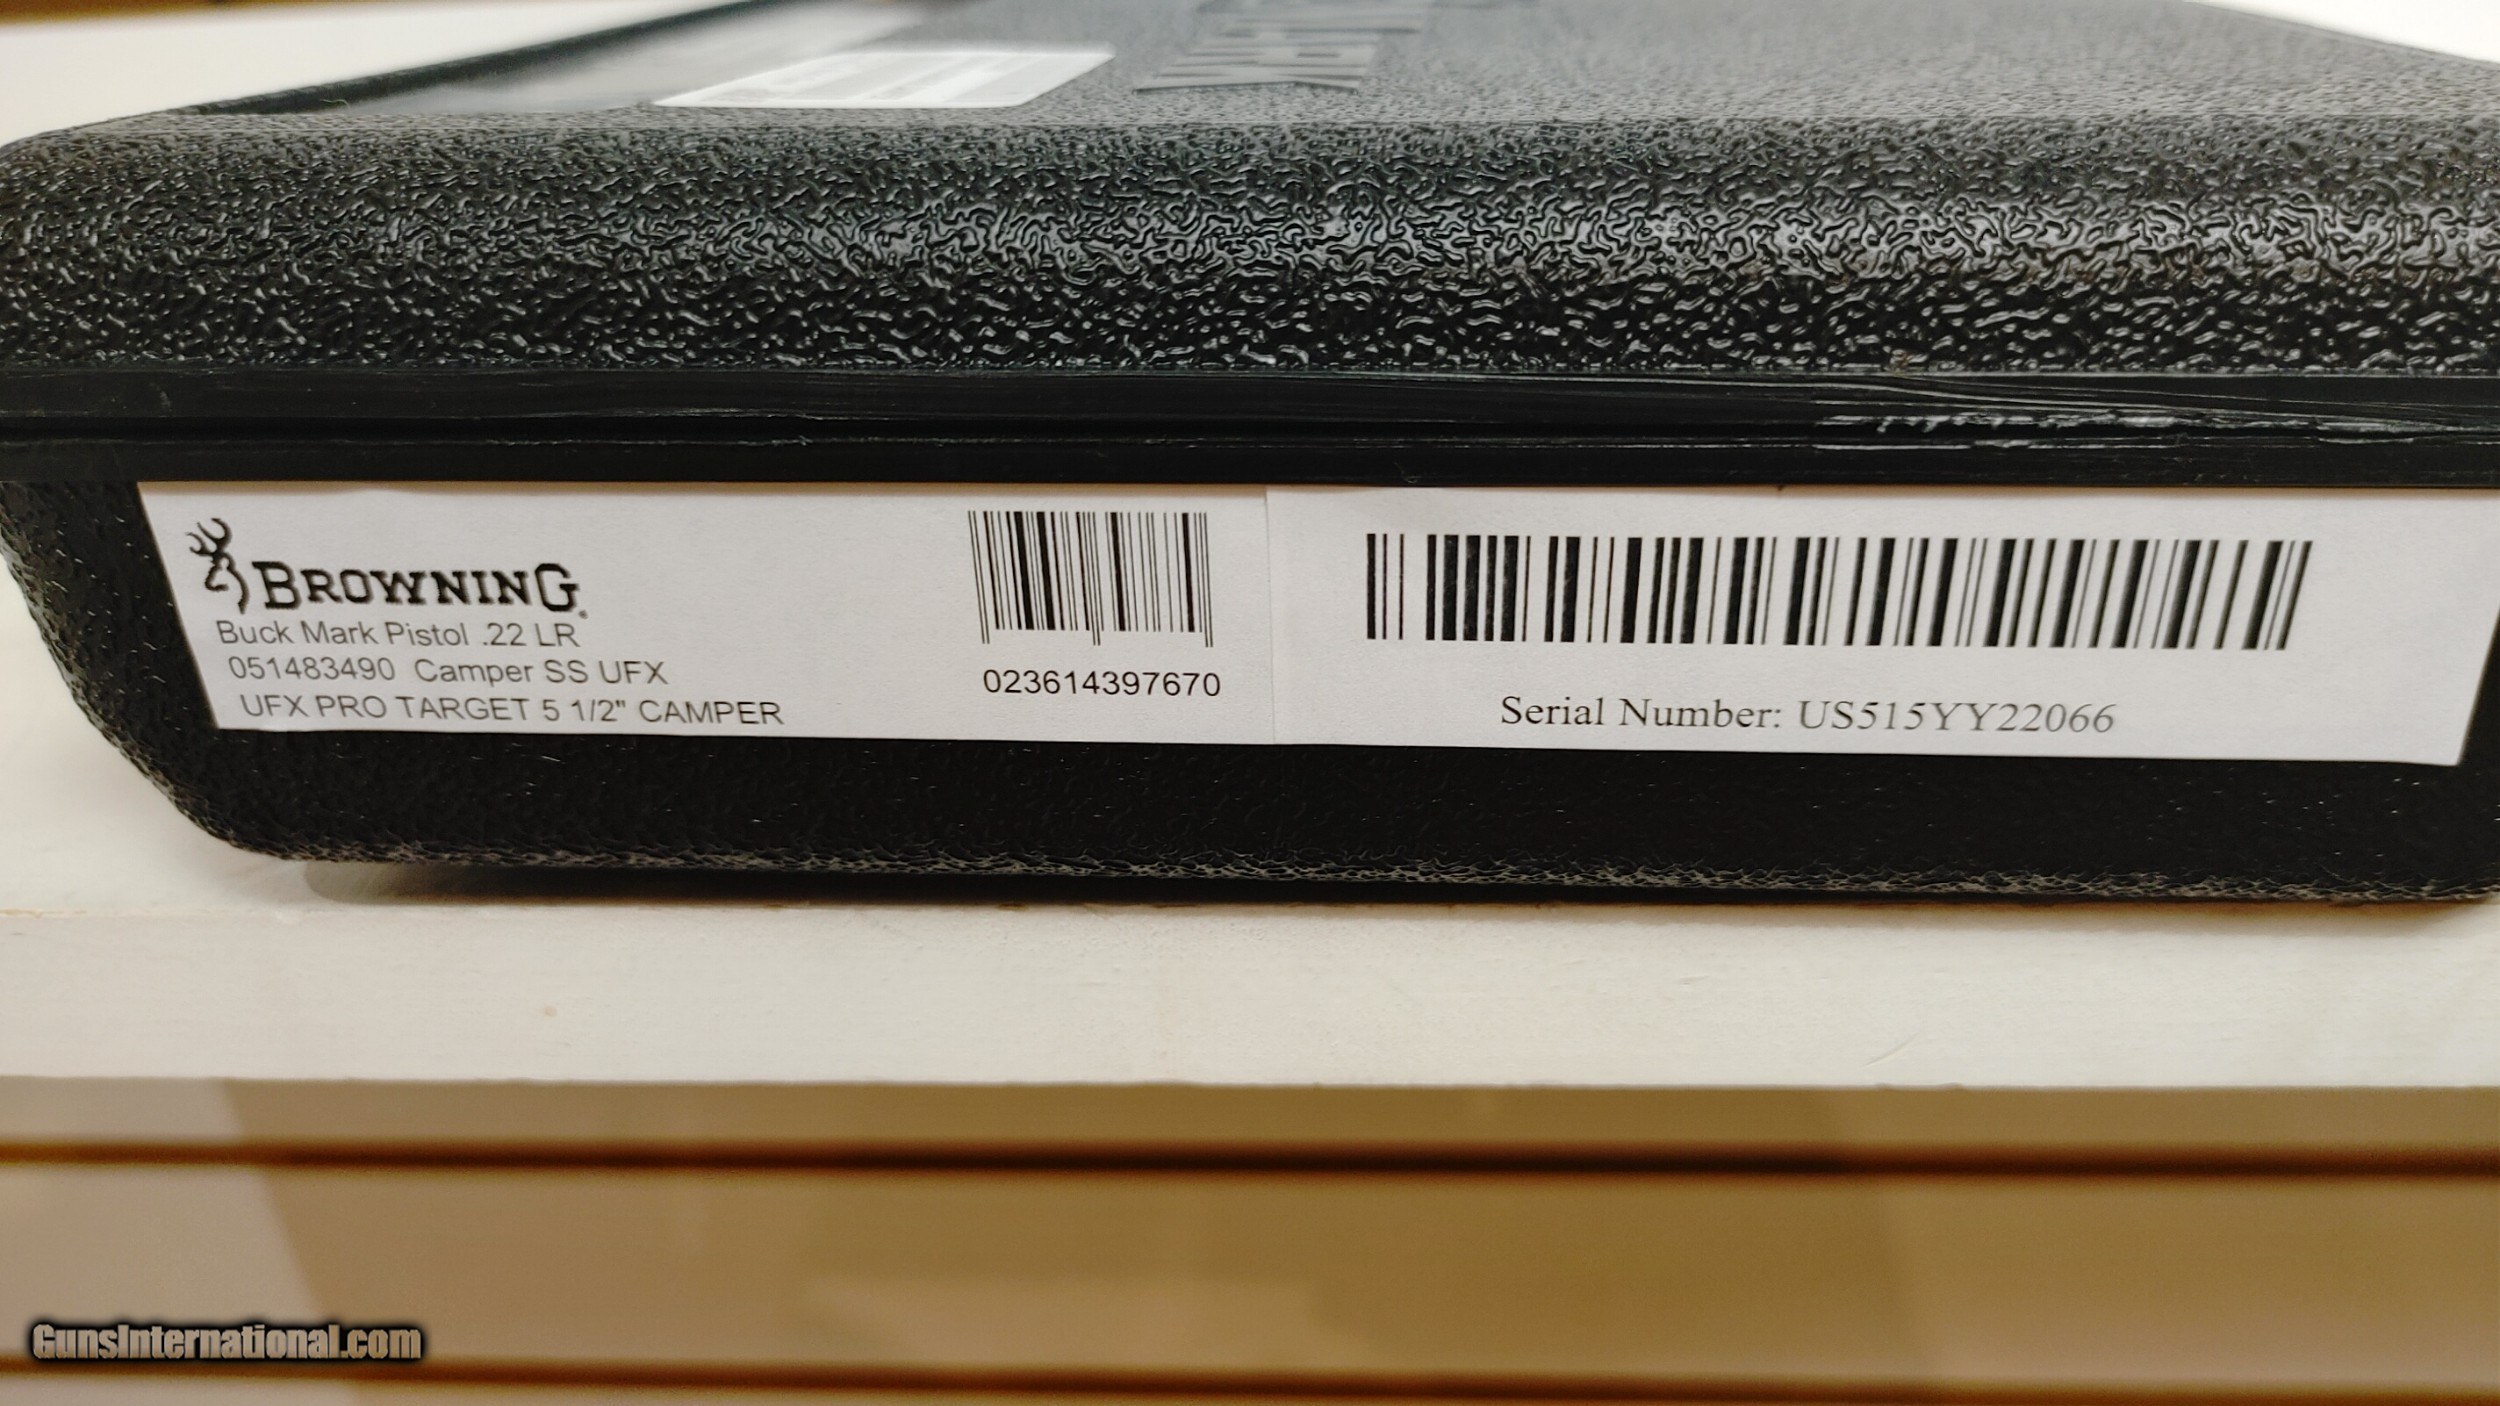 BROWNING
Buck Mark Pistol .22 LR
051483490 Camper SS UFX
UFX PRO TARGET 5 1/2" CAMPER
023614397670
Serial Number: US515YY22066
GunsInternational.com